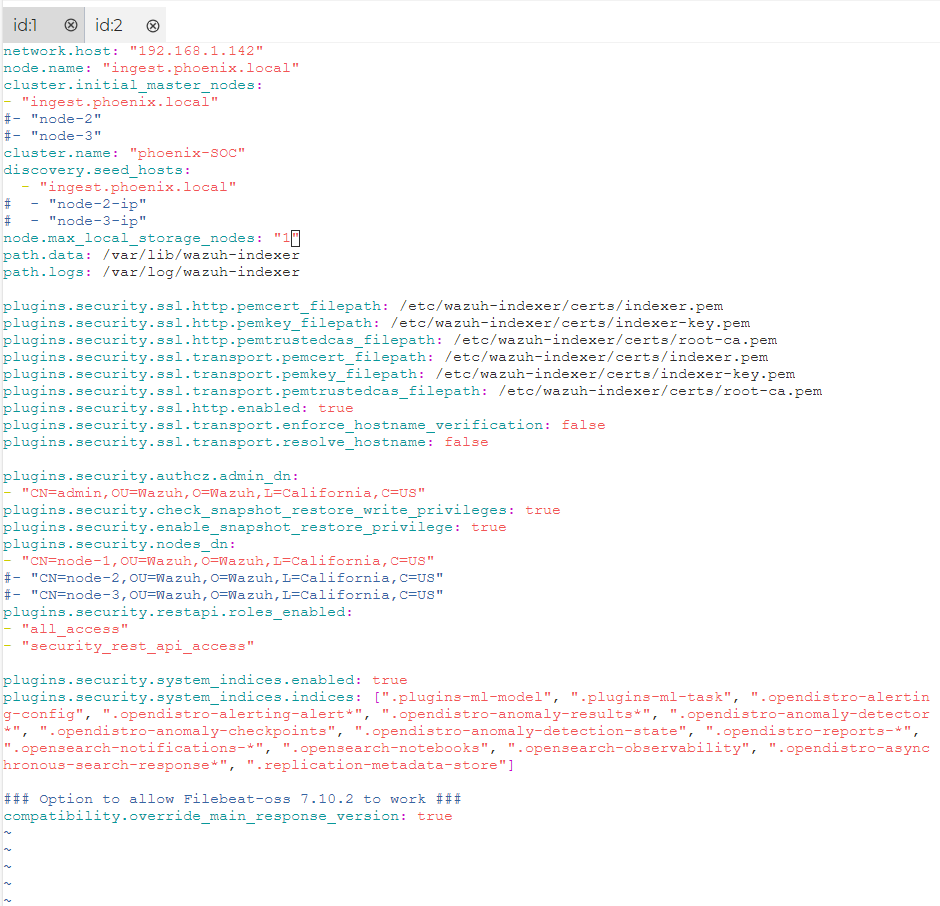 id:1 ⊗ id:2 ⊗
network.host: "192.168.1.142"
node.name: "ingest.phoenix.local"
cluster.initial_master_nodes:
- "ingest.phoenix.local"
#- "node-2"
#- "node-3"
cluster.name: "phoenix-SOC"
discovery.seed_hosts:
  - "ingest.phoenix.local"
#  - "node-2-ip"
#  - "node-3-ip"
node.max_local_storage_nodes: "1"
path.data: /var/lib/wazuh-indexer
path.logs: /var/log/wazuh-indexer

plugins.security.ssl.http.pemcert_filepath: /etc/wazuh-indexer/certs/indexer.pem
plugins.security.ssl.http.pemkey_filepath: /etc/wazuh-indexer/certs/indexer-key.pem
plugins.security.ssl.http.pemtrustedcas_filepath: /etc/wazuh-indexer/certs/root-ca.pem
plugins.security.ssl.transport.pemcert_filepath: /etc/wazuh-indexer/certs/indexer.pem
plugins.security.ssl.transport.pemkey_filepath: /etc/wazuh-indexer/certs/indexer-key.pem
plugins.security.ssl.transport.pemtrustedcas_filepath: /etc/wazuh-indexer/certs/root-ca.pem
plugins.security.ssl.http.enabled: true
plugins.security.ssl.transport.enforce_hostname_verification: false
plugins.security.ssl.transport.resolve_hostname: false

plugins.security.authcz.admin_dn:
- "CN=admin,OU=Wazuh,O=Wazuh,L=California,C=US"
plugins.security.check_snapshot_restore_write_privileges: true
plugins.security.enable_snapshot_restore_privilege: true
plugins.security.nodes_dn:
- "CN=node-1,OU=Wazuh,O=Wazuh,L=California,C=US"
#- "CN=node-2,OU=Wazuh,O=Wazuh,L=California,C=US"
#- "CN=node-3,OU=Wazuh,O=Wazuh,L=California,C=US"
plugins.security.restapi.roles_enabled:
- "all_access"
- "security_rest_api_access"

plugins.security.system_indices.enabled: true
plugins.security.system_indices.indices: [".plugins-ml-model", ".plugins-ml-task", ".opendistro-alertin
g-config", ".opendistro-alerting-alert*", ".opendistro-anomaly-results*", ".opendistro-anomaly-detector
*", ".opendistro-anomaly-checkpoints", ".opendistro-anomaly-detection-state", ".opendistro-reports-*",
".opensearch-notifications-*", ".opensearch-notebooks", ".opensearch-observability", ".opendistro-async
hronous-search-response*", ".replication-metadata-store"]

### Option to allow Filebeat-oss 7.10.2 to work ###
compatibility.override_main_response_version: true
~
~
~
~
~